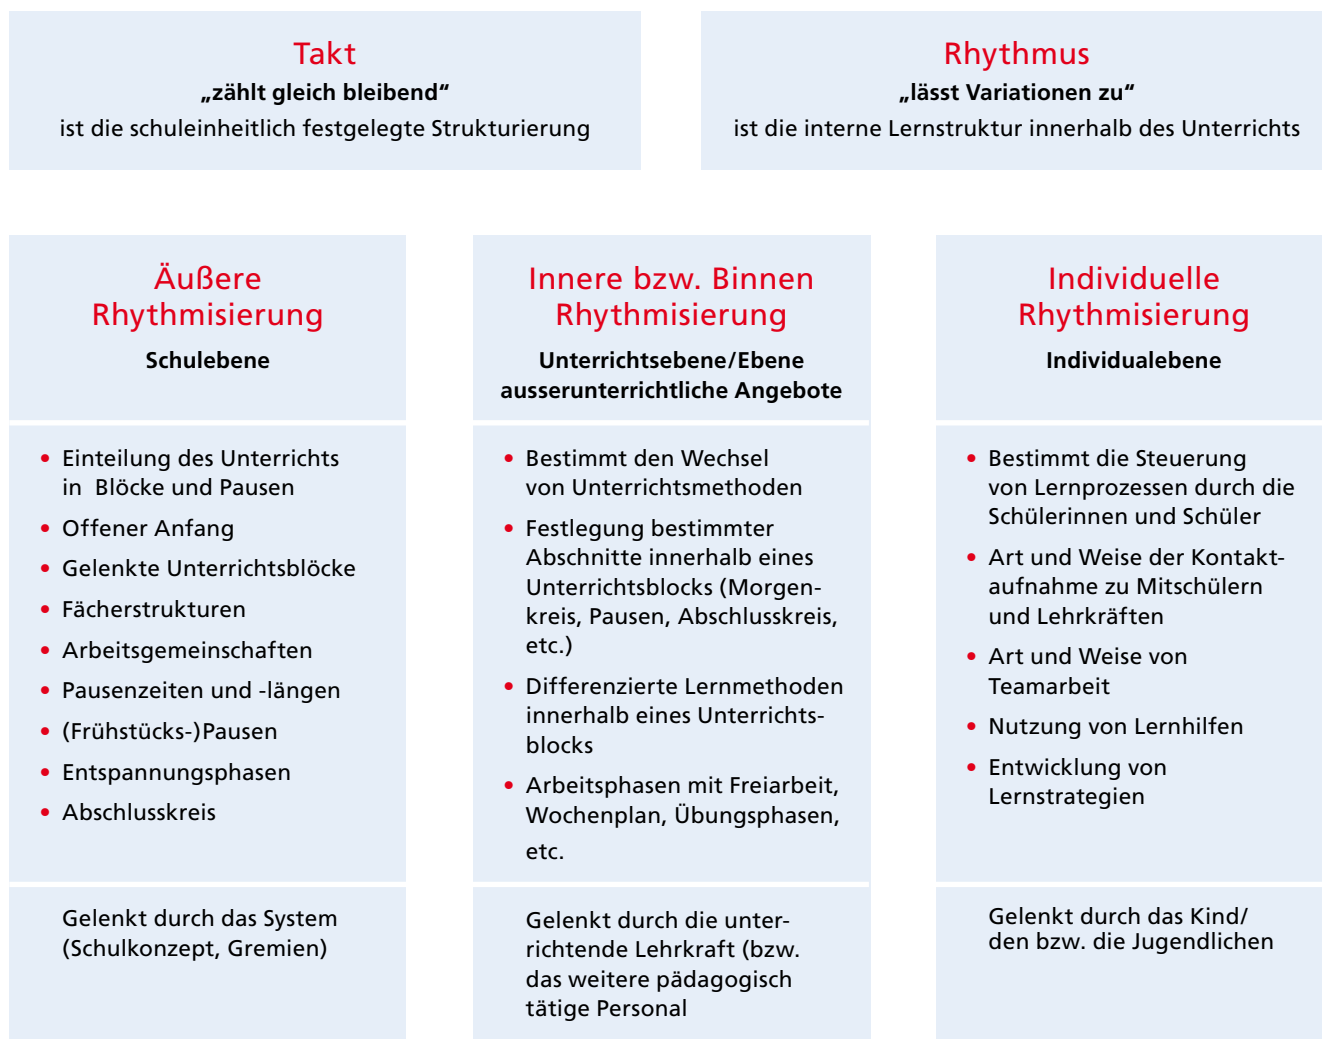 Takt
„zählt gleich bleibend“
ist die schuleinheitlich festgelegte Strukturierung
Rhythmus
„lässt Variationen zu“
ist die interne Lernstruktur innerhalb des Unterrichts
Äußere
Rhythmisierung
Schulebene
• Einteilung des Unterrichts
in Blöcke und Pausen
• Offener Anfang
• Gelenkte Unterrichtsblöcke
• Fächerstrukturen
• Arbeitsgemeinschaften
• Pausenzeiten und -längen
• (Frühstücks-)Pausen
• Entspannungsphasen
• Abschlusskreis
Gelenkt durch das System
(Schulkonzept, Gremien)
Innere bzw. Binnen
Rhythmisierung
Unterrichtsebene/Ebene
ausserunterrichtliche Angebote
• Bestimmt den Wechsel
von Unterrichtsmethoden
• Festlegung bestimmter
Abschnitte innerhalb eines
Unterrichtsblocks (Morgen-
kreis, Pausen, Abschlusskreis,
etc.)
• Differenzierte Lernmethoden
innerhalb eines Unterrichts-
blocks
• Arbeitsphasen mit Freiarbeit,
Wochenplan, Übungsphasen,
etc.
Gelenkt durch die unter-
richtende Lehrkraft (bzw.
das weitere pädagogisch
tätige Personal
Individuelle
Rhythmisierung
Individualebene
• Bestimmt die Steuerung
von Lernprozessen durch die
Schülerinnen und Schüler
• Art und Weise der Kontakt-
aufnahme zu Mitschülern
und Lehrkräften
• Art und Weise von
Teamarbeit
• Nutzung von Lernhilfen
• Entwicklung von
Lernstrategien
Gelenkt durch das Kind/
den bzw. die Jugendlichen